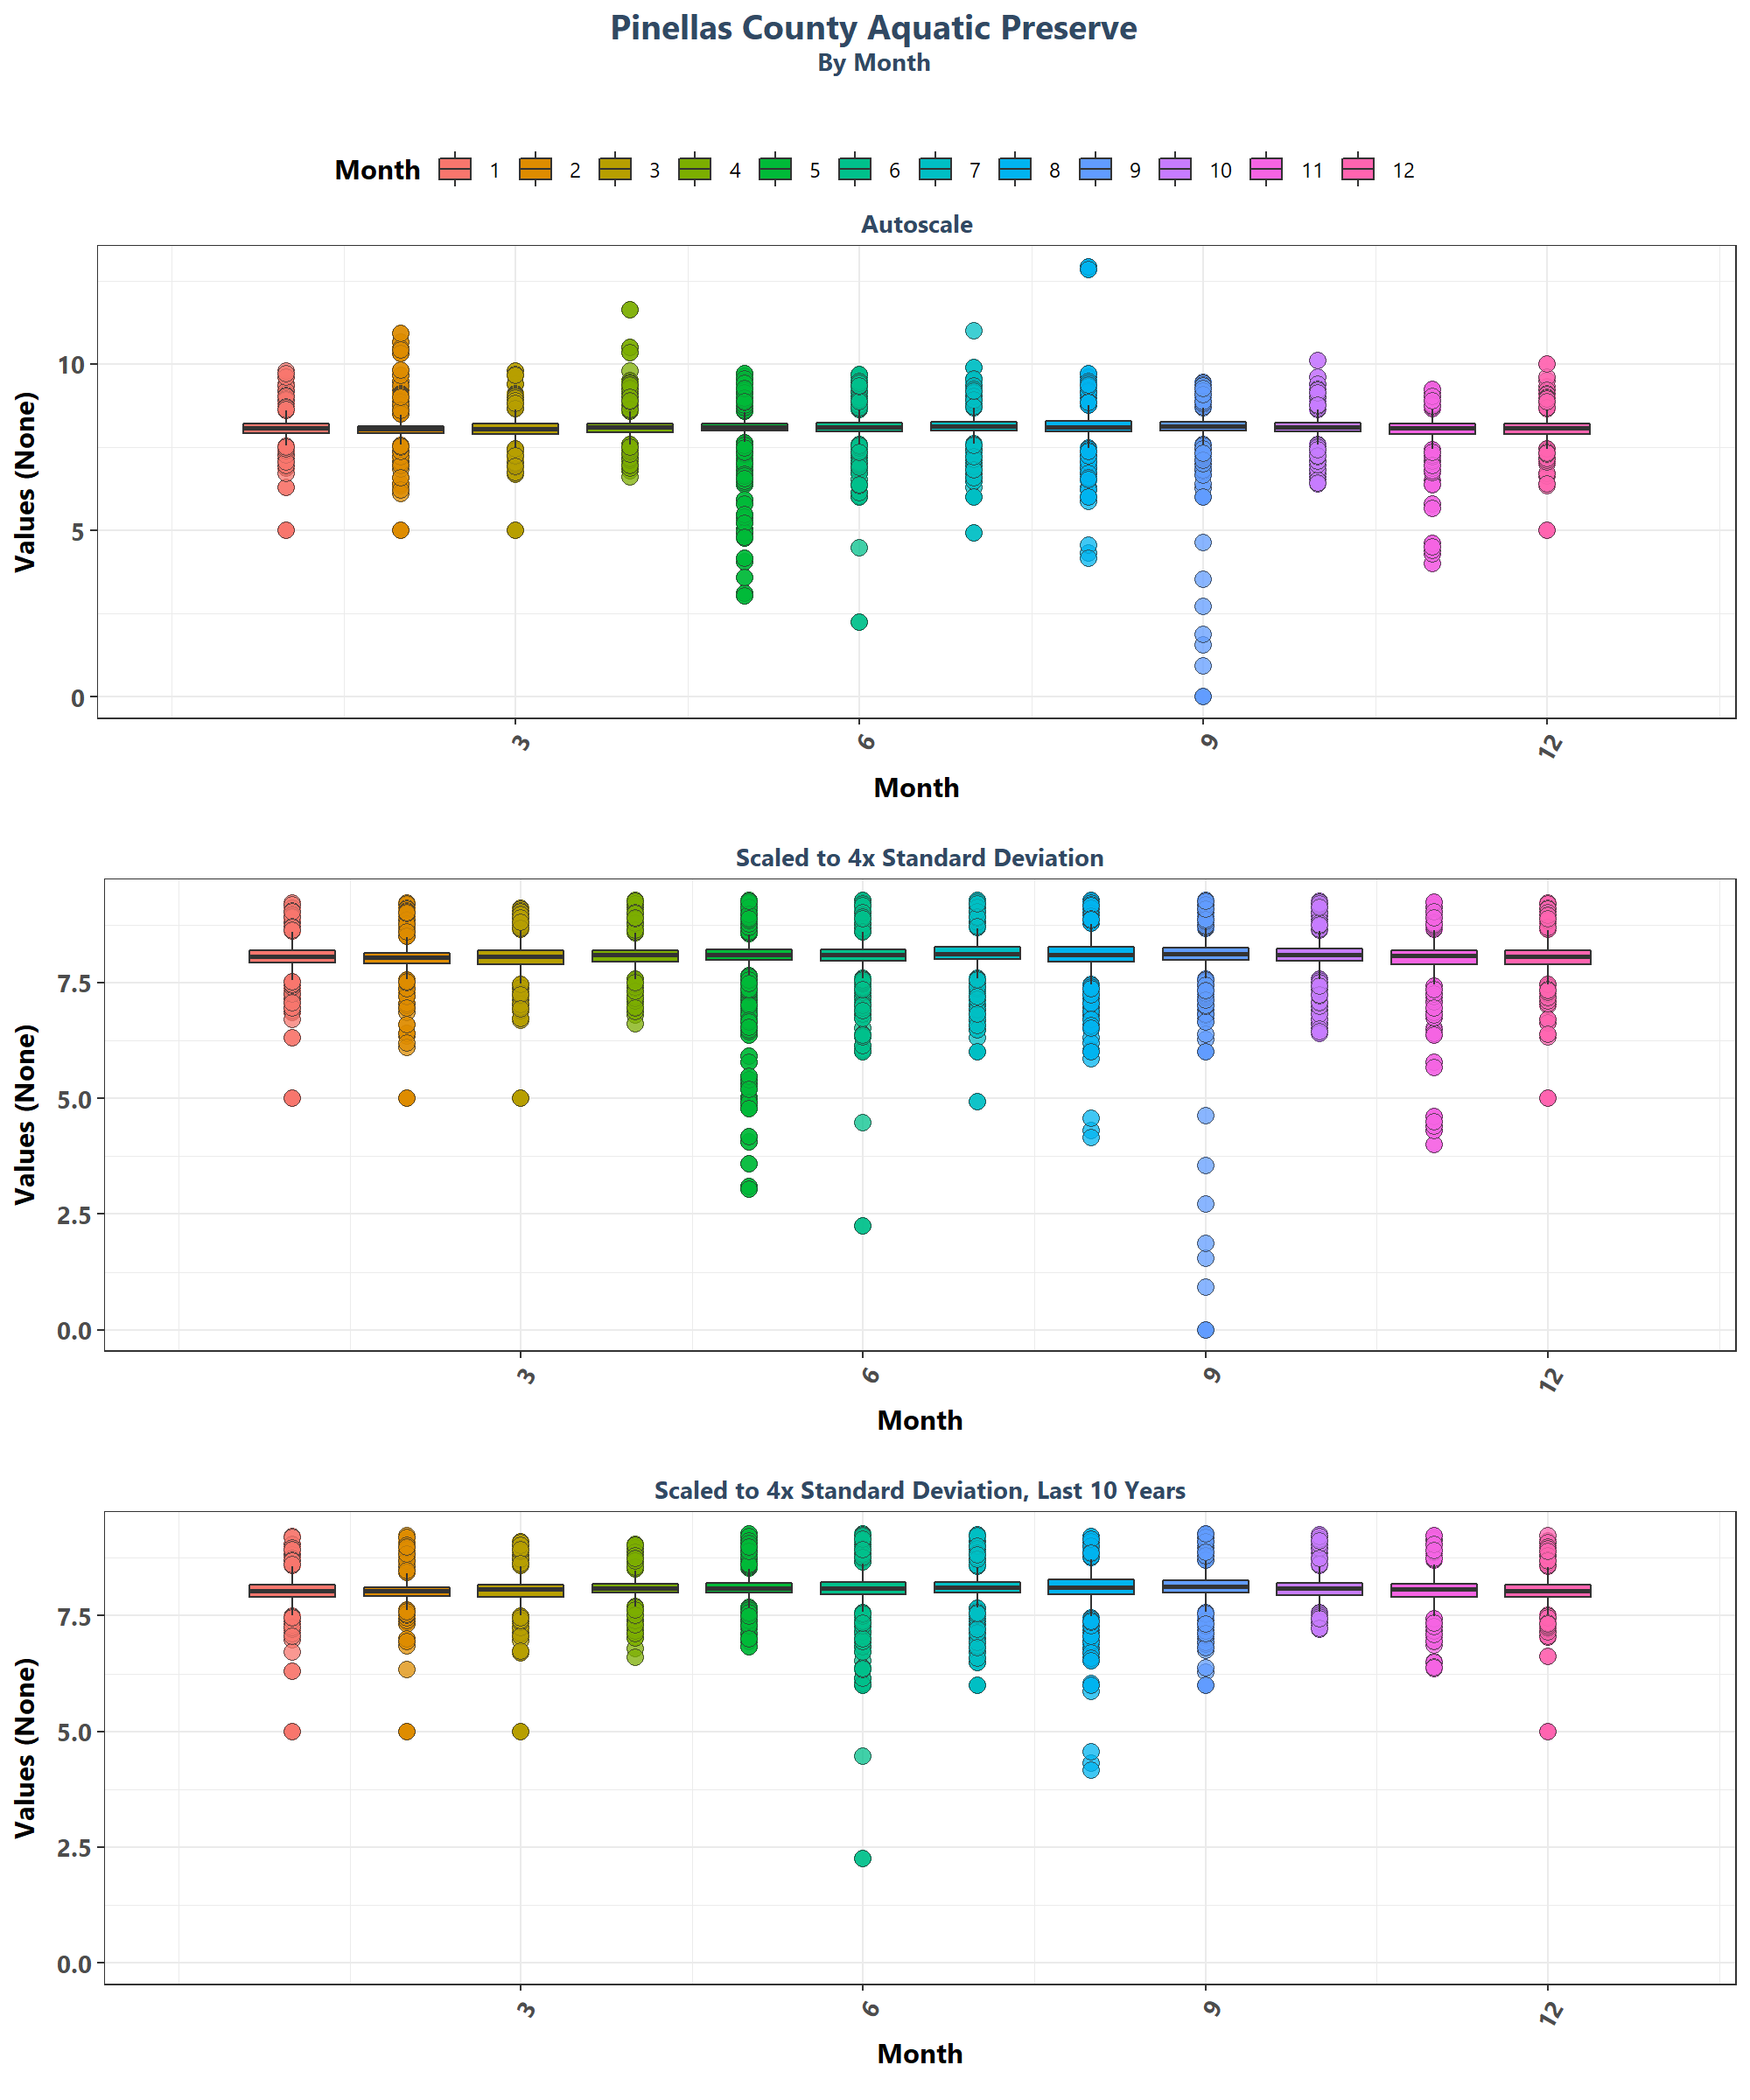 Pinellas County Aquatic Preserve
By Month
Month 1 2 3 4 5 6 7 8 9 10 11 12
Autoscale
Values (None)
10
5
0
3 6 9 12
Month
Scaled to 4x Standard Deviation
Values (None)
7.5
5.0
2.5
0.0
3 6 9 12
Month
Scaled to 4x Standard Deviation, Last 10 Years
Values (None)
7.5
5.0
2.5
0.0
3 6 9 12
Month